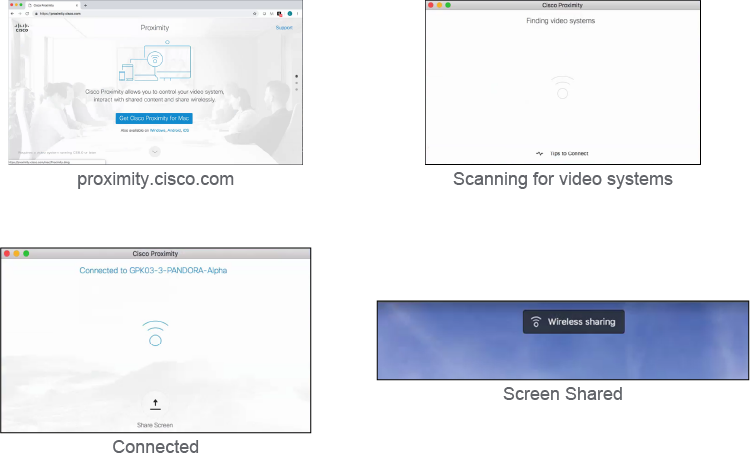 Cisco Proximity
https://proximity.cisco.com
CISCO
Proximity
Support
Cisco Proximity allows you to control your video system,
interact with shared content and share wirelessly.
Get Cisco Proximity for Mac
Also available on Windows, Android, iOS
proximity.cisco.com
Cisco Proximity
Finding video systems
Tips to Connect
Scanning for video systems
Cisco Proximity
Connected to GPK03-3-PANDORA-Alpha
Share Screen
Connected
Wireless sharing
Screen Shared